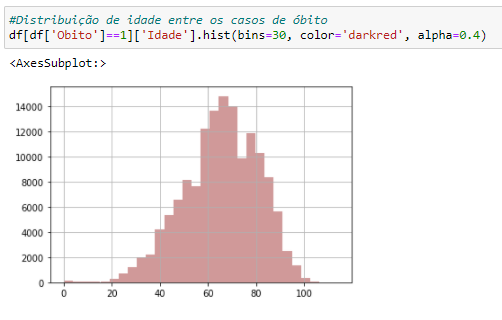 #Distribuição de idade entre os casos de óbito
df[df['Obito']==1]['Idade'].hist(bins=30, color='darkred', alpha=0.4)
<AxesSubplot:>
14000
12000
10000
8000
6000
4000
2000
0
0 20 40 60 80 100